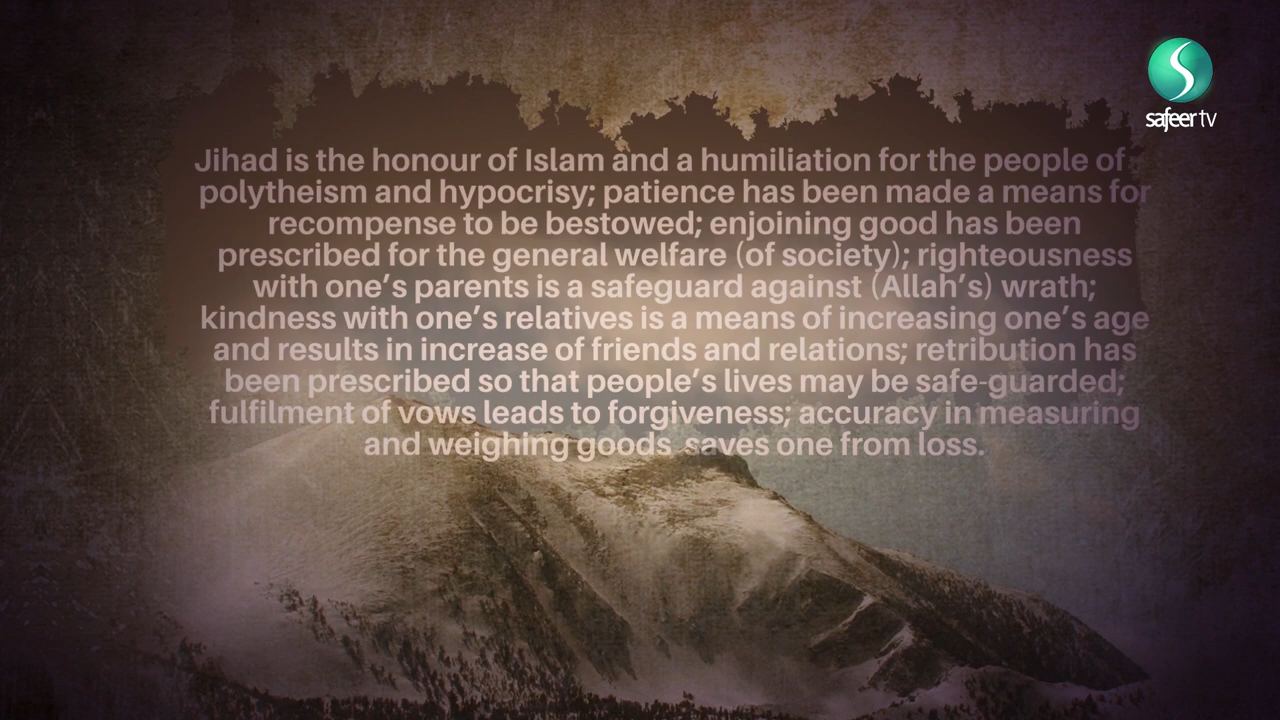 safeer tv
Jihad is the honour of Islam and a humiliation for the people of
polytheism and hypocrisy; patience has been made a means for
recompense to be bestowed; enjoining good has been
prescribed for the general welfare (of society); righteousness
with one’s parents is a safeguard against (Allah’s) wrath;
kindness with one’s relatives is a means of increasing one’s age
and results in increase of friends and relations; retribution has
been prescribed so that people’s lives may be safe-guarded;
fulfilment of vows leads to forgiveness; accuracy in measuring
and weighing goods saves one from loss.